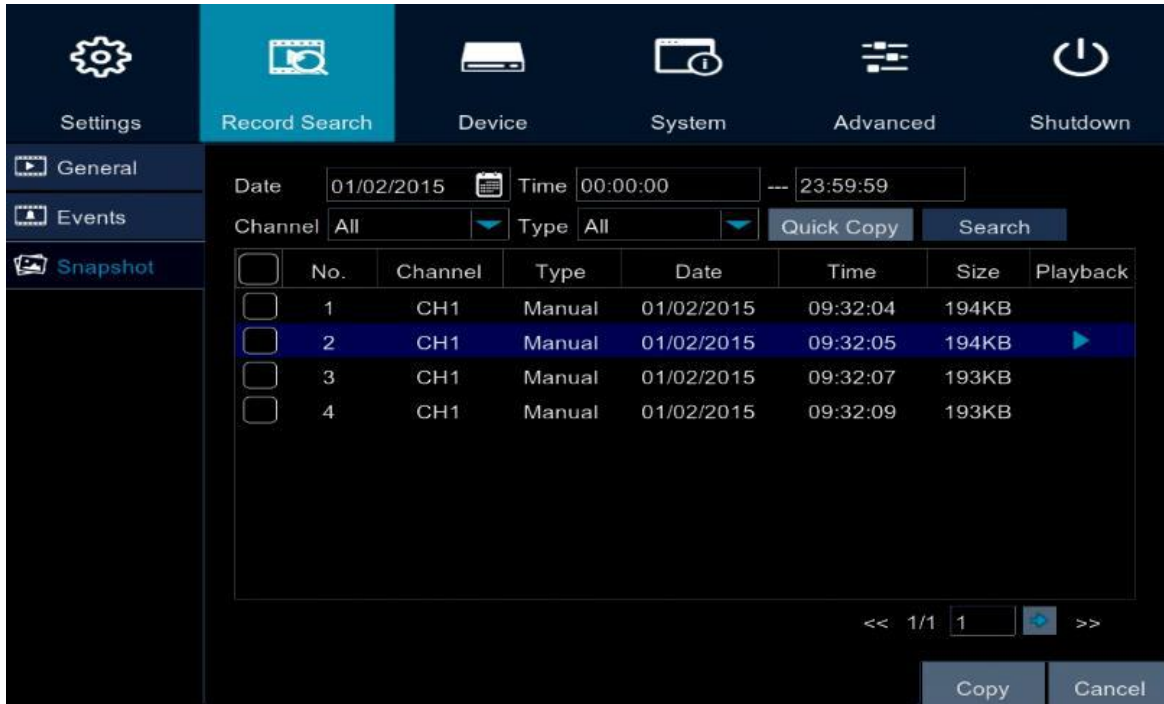 Settings Record Search Device System Advanced Shutdown
General
Events
Snapshot
Date 01/02/2015 Time 00:00:00 --- 23:59:59
Channel All Type All Quick Copy Search
No. Channel Type Date Time Size Playback
1 CH1 Manual 01/02/2015 09:32:04 194KB
2 CH1 Manual 01/02/2015 09:32:05 194KB
3 CH1 Manual 01/02/2015 09:32:07 193KB
4 CH1 Manual 01/02/2015 09:32:09 193KB
<< 1/1 1 >>
Copy Cancel